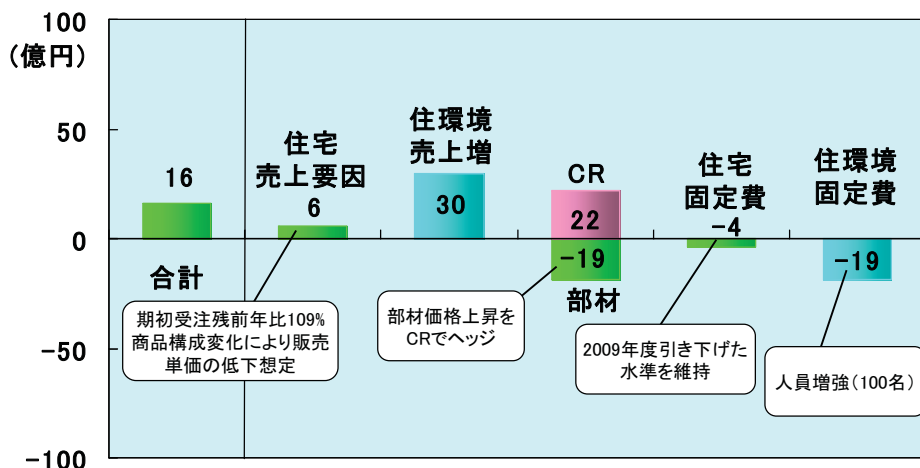 100
(億円)
50
0
-50
-100
16
合計
住宅
売上要因
6
期初受注残前年比109%
商品構成変化により販売
単価の低下想定
住環境
売上増
30
CR
22
-19
部材
部材価格上昇を
CRでヘッジ
住宅
固定費
-4
2009年度引き下げた
水準を維持
住環境
固定費
-19
人員増強(100名)